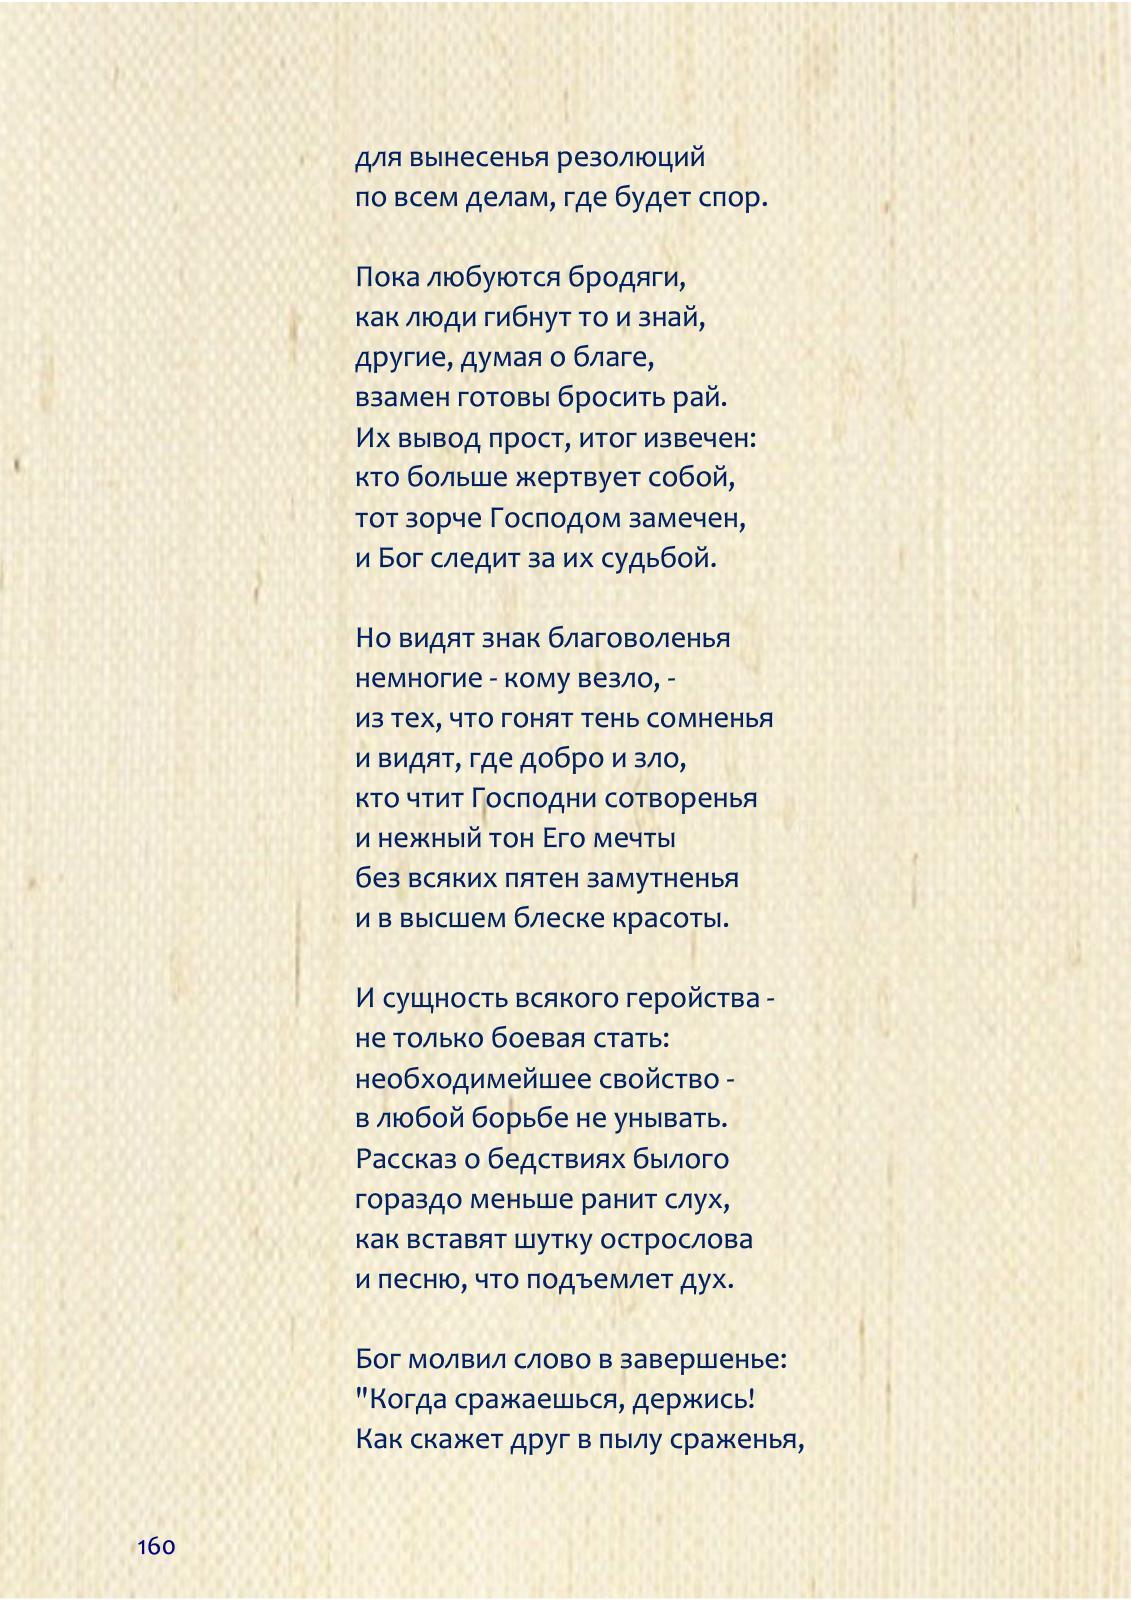 для вынесенья резолюций
по всем делам, где будет спор.

Пока любуются бродяги,
как люди гибнут то и знай,
другие, думая о благе,
взамен готовы бросить рай.
Их вывод прост, итог извечен:
кто больше жертвует собой,
тот зорче Господом замечен,
и Бог следит за их судьбой.

Но видят знак благоволенья
немногие - кому везло, -
из тех, что гонят тень сомненья
и видят, где добро и зло,
кто чтит Господни сотворенья
и нежный тон Его мечты
без всяких пятен замутненья
и в высшем блеске красоты.

И сущность всякого геройства -
не только боевая стать:
необходимейшее свойство -
в любой борьбе не унывать.
Рассказ о бедствиях былого
гораздо меньше ранит слух,
как вставят шутку острослова
и песню, что подъемлет дух.

Бог молвил слово в завершенье:
"Когда сражаешься, держись!
Как скажет друг в пылу сраженья,

160